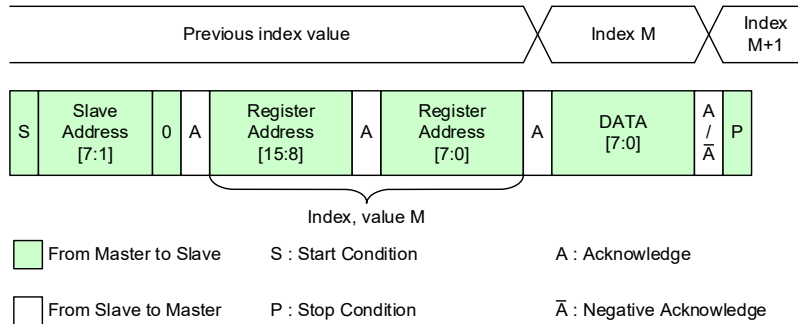 Previous index value
Index M
Index
M+1
S
Slave
Address
[7:1]
0
A
Register
Address
[15:8]
A
Register
Address
[7:0]
A
DATA
[7:0]
A
/
A̅
P
Index, value M
From Master to Slave
S : Start Condition
A : Acknowledge
From Slave to Master
P : Stop Condition
A̅ : Negative Acknowledge